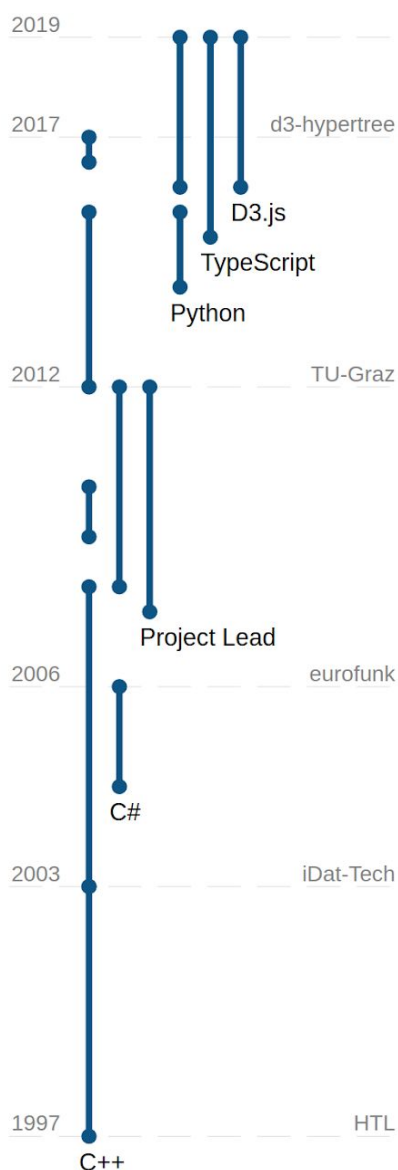 2019
2017 d3-hypertree
D3.js
TypeScript
Python
2012 TU-Graz
Project Lead
2006 eurofunk
C#
2003 iDat-Tech
1997 HTL
C++